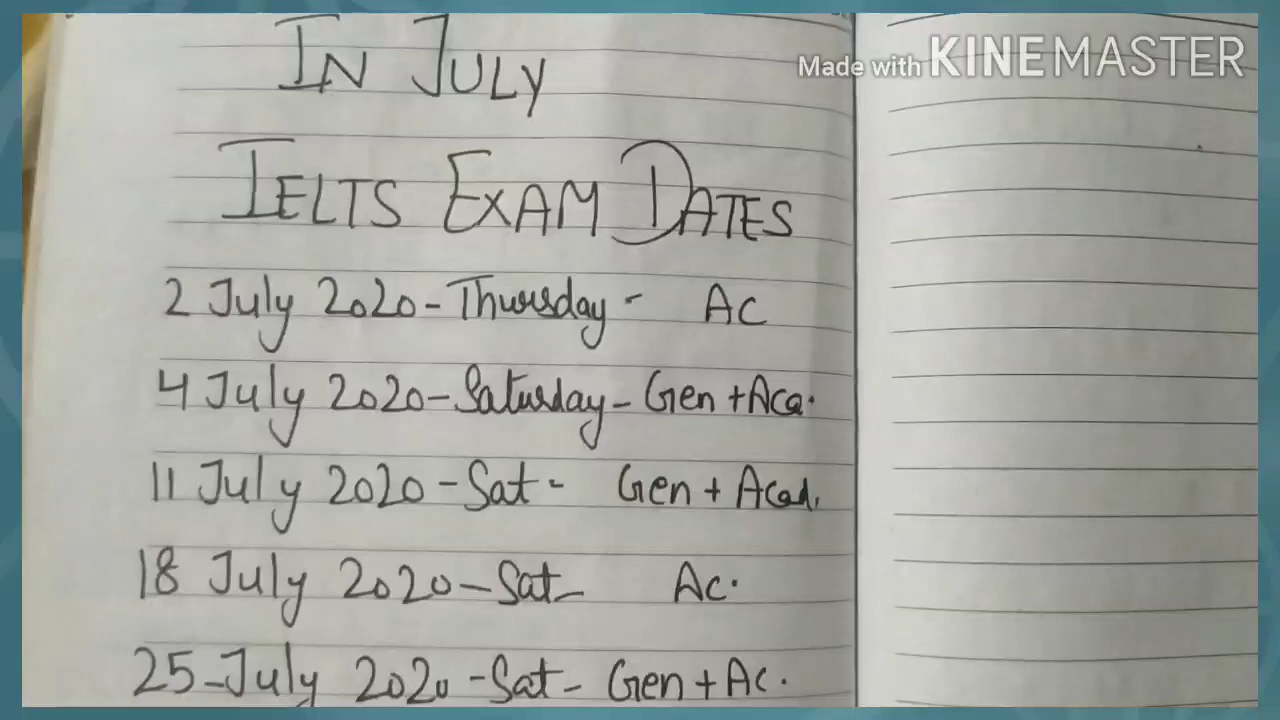 Made with KINEMASTER
IN JULY
IELTS EXAM DATES
2 July 2020 - Thursday - AC
4 July 2020 - Saturday - Gen + Aca.
11 July 2020 - Sat - Gen + Acad.
18 July 2020 - Sat - Ac.
25 - July 2020 - Sat - Gen + Ac.